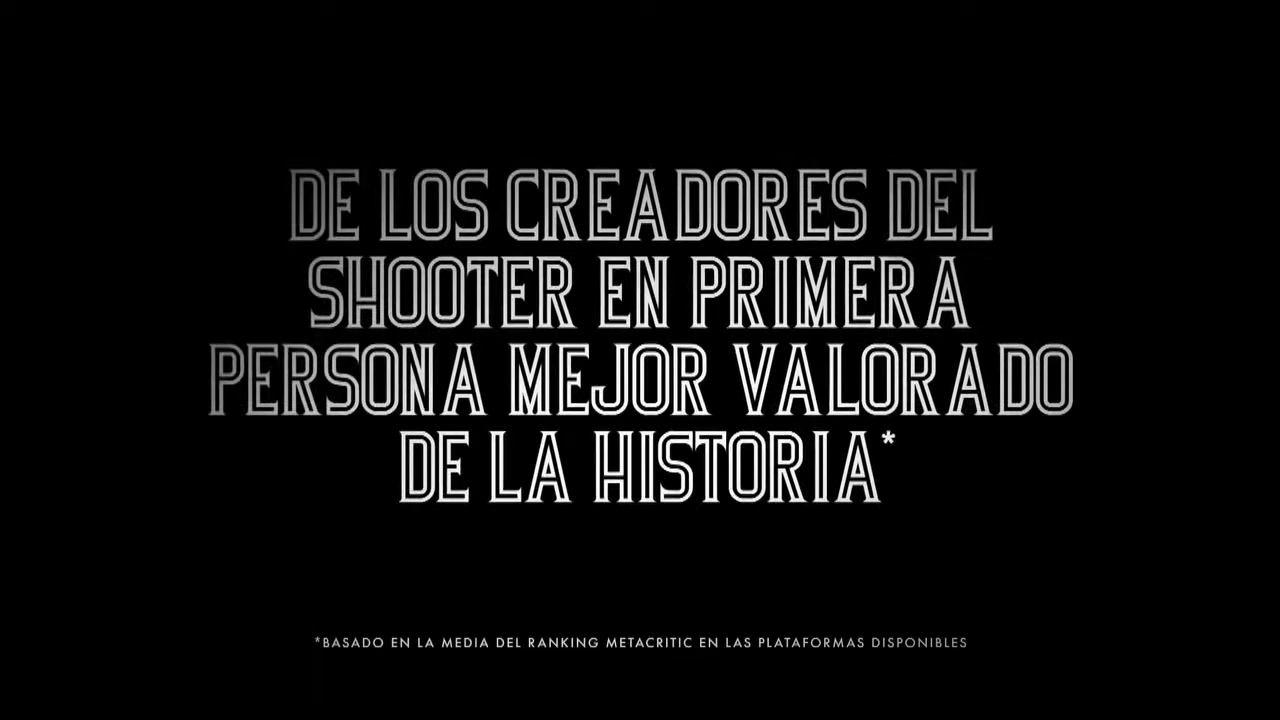 DE LOS CREADORES DEL
SHOOTER EN PRIMERA
PERSONA MEJOR VALORADO
DE LA HISTORIA*
*BASADO EN LA MEDIA DEL RANKING METACRITIC EN LAS PLATAFORMAS DISPONIBLES